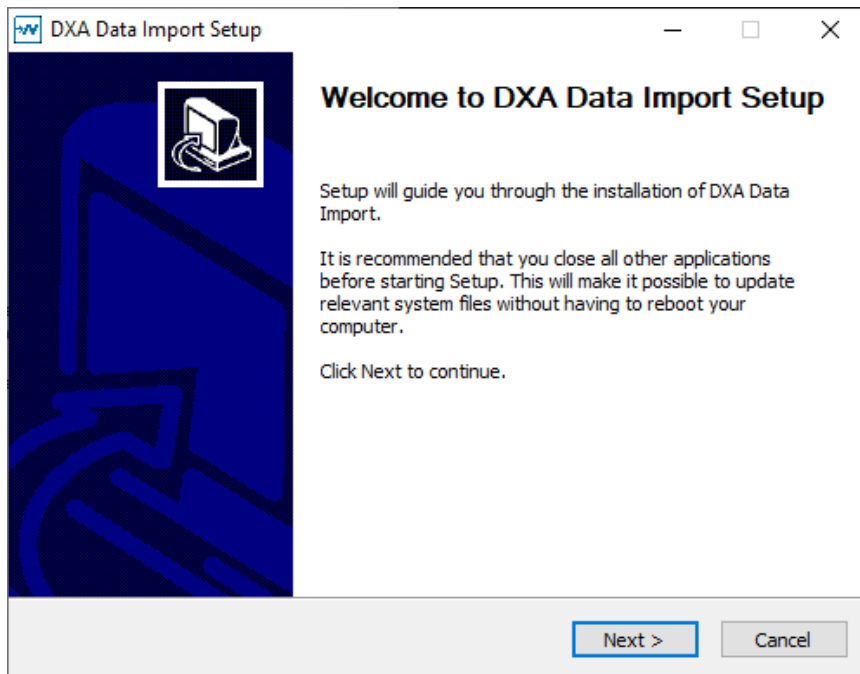 DXA Data Import Setup
Welcome to DXA Data Import Setup
Setup will guide you through the installation of DXA Data
Import.
It is recommended that you close all other applications
before starting Setup. This will make it possible to update
relevant system files without having to reboot your
computer.
Click Next to continue.
Next >
Cancel